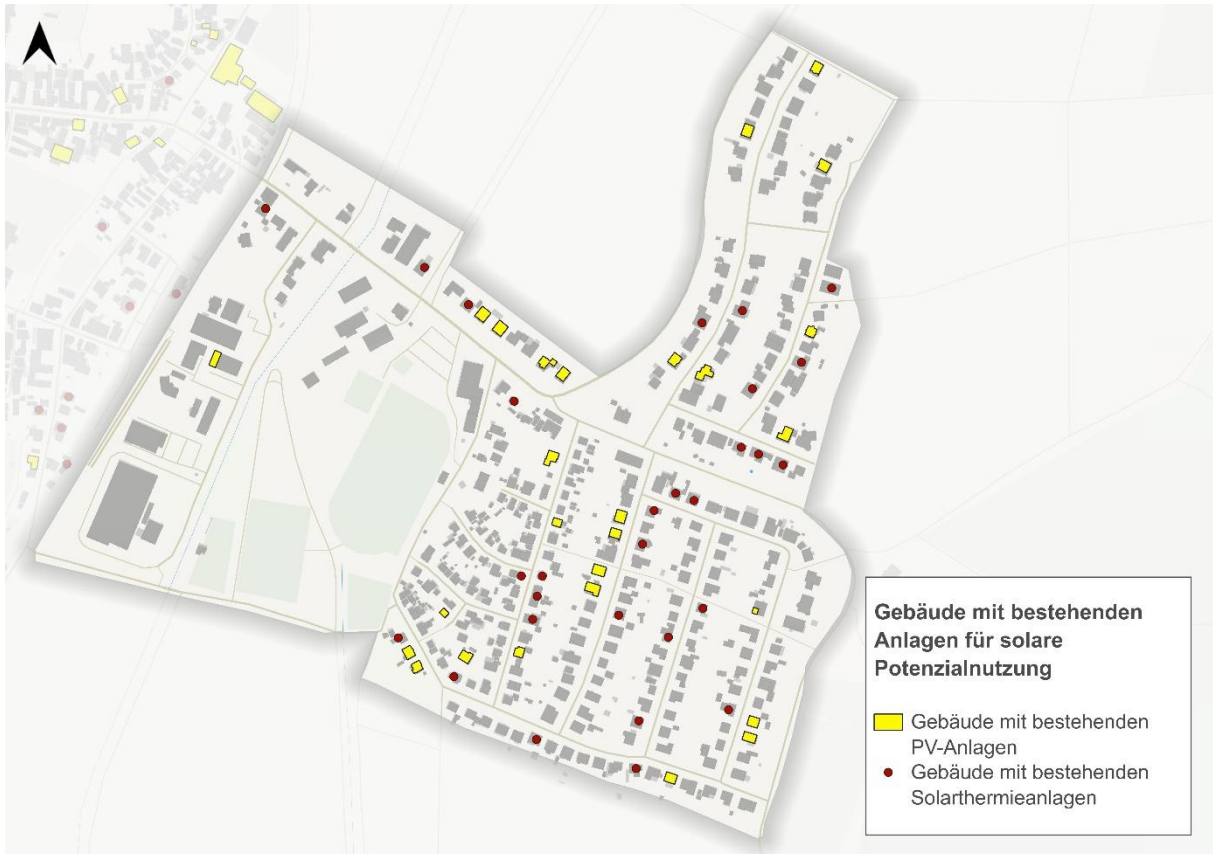 Gebäude mit bestehenden
Anlagen für solare
Potenzialnutzung
Gebäude mit bestehenden
PV-Anlagen
Gebäude mit bestehenden
Solarthermieanlagen